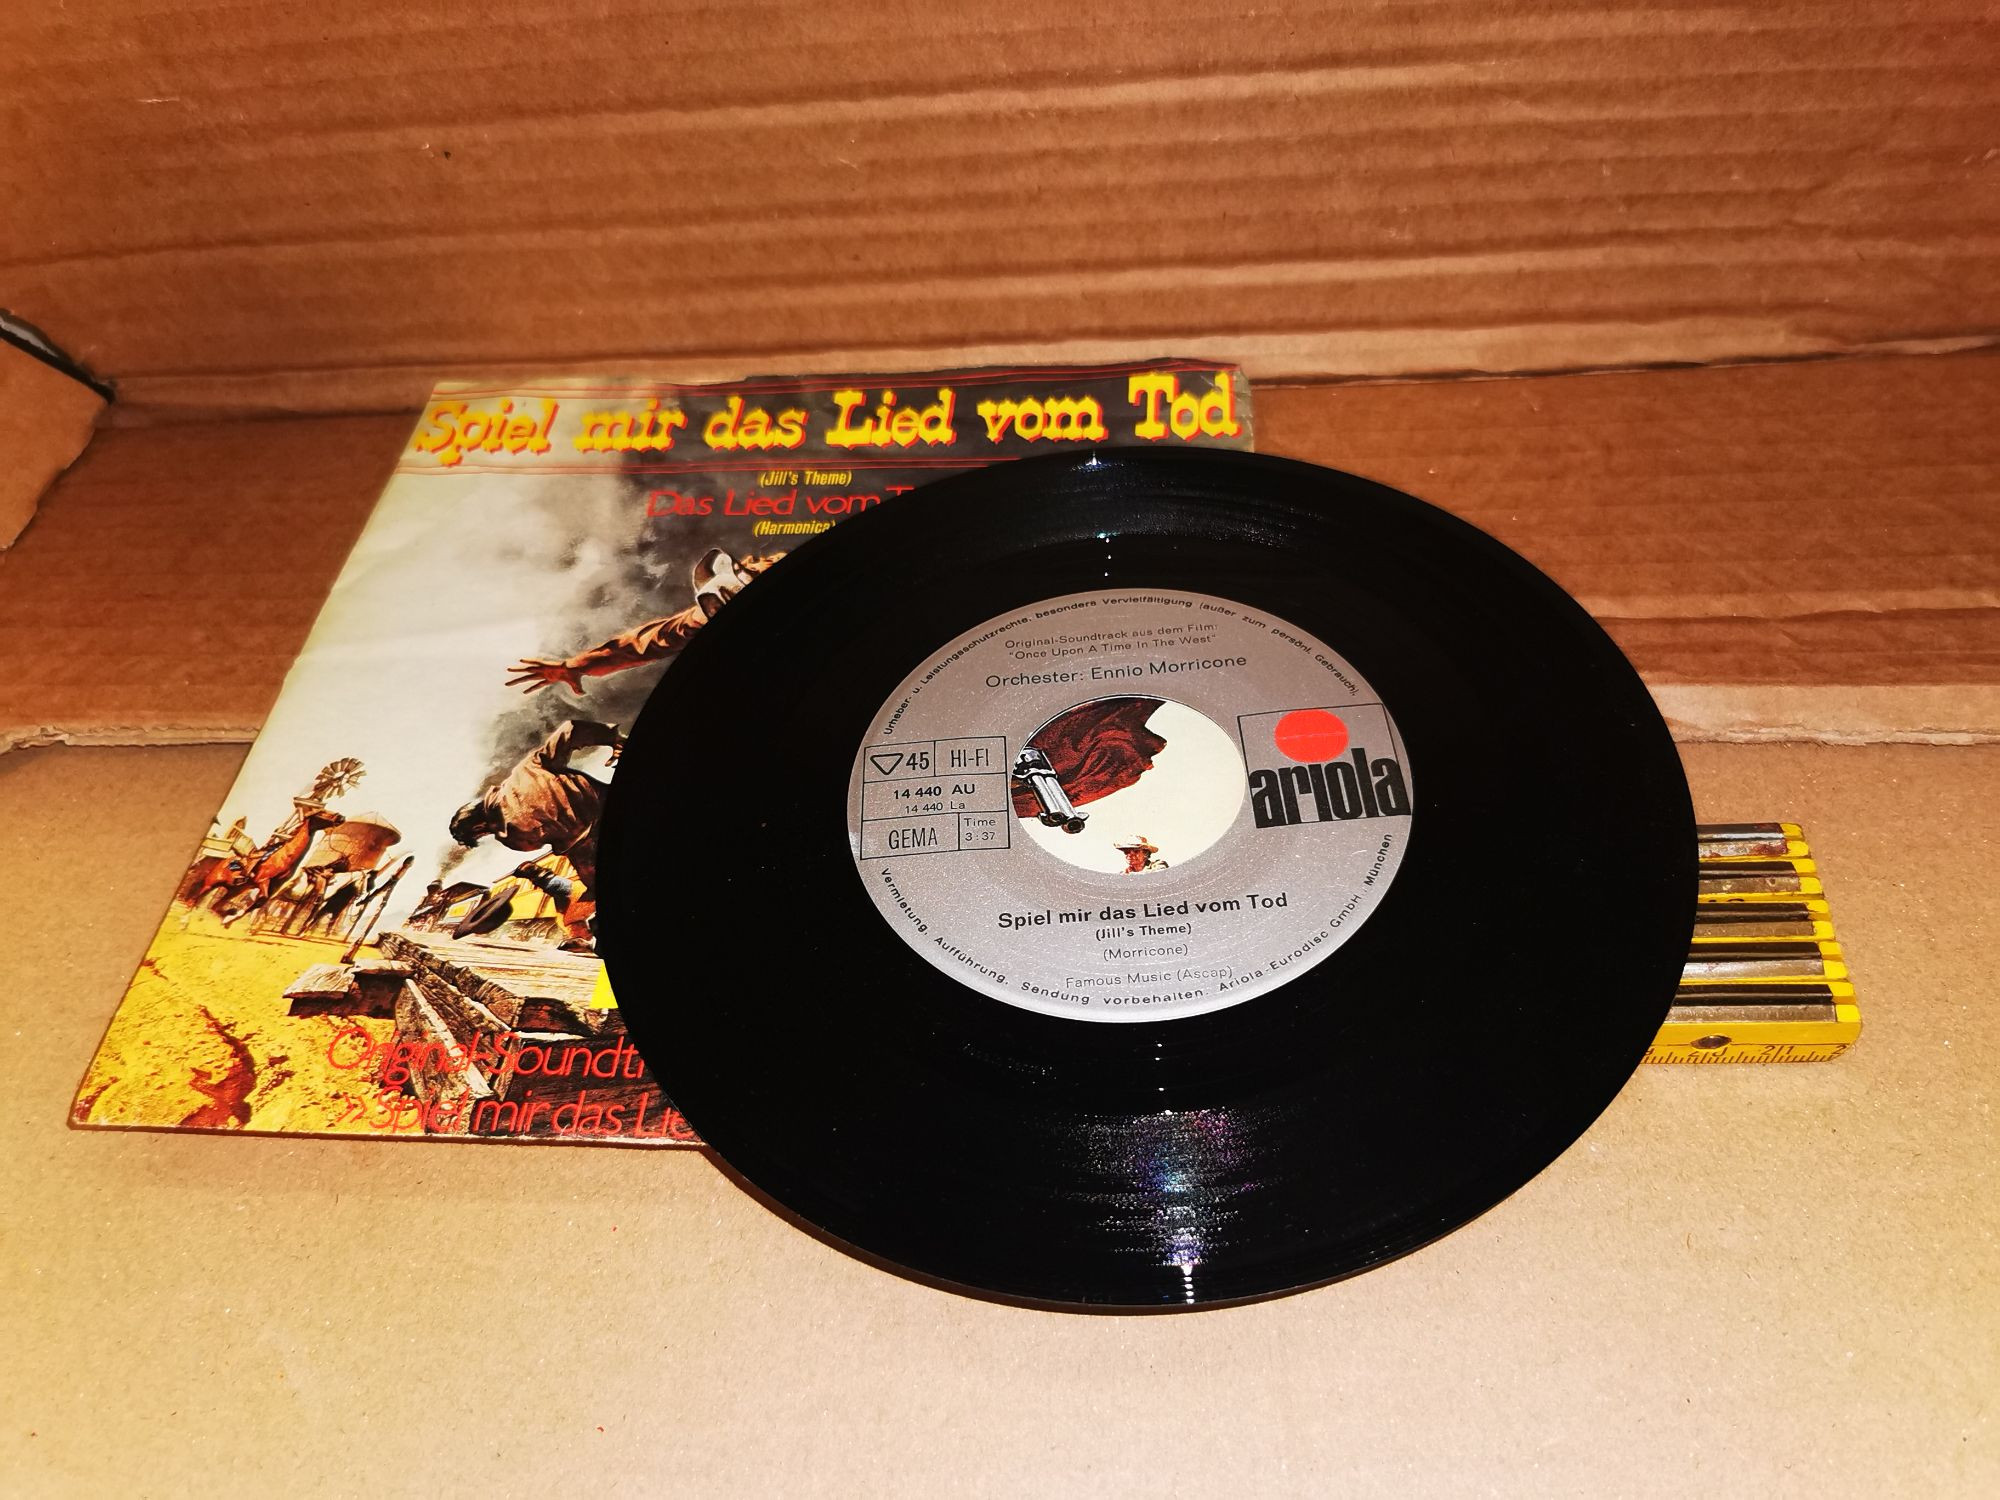 Spiel mir das Lied vom Tod
(Jill's Theme)
Das Lied vom
(Harmonica)
Original-Soundtr
»Spiel mir das Lie
Urheber- u. Leistungsschutzrechte, besonders Vervielfältigung (außer zum persönl. Gebrauch),
Original-Soundtrack aus dem Film:
"Once Upon A Time In The West"
Orchester: Ennio Morricone
45 HI-FI
14 440 AU
14 440 La
GEMA
Time
3:37
ariola
Spiel mir das Lied vom Tod
(Jill's Theme)
(Morricone)
Famous Music (Ascap)
Vermietung, Aufführung, Sendung vorbehalten. Ariola-Eurodisc GmbH · München